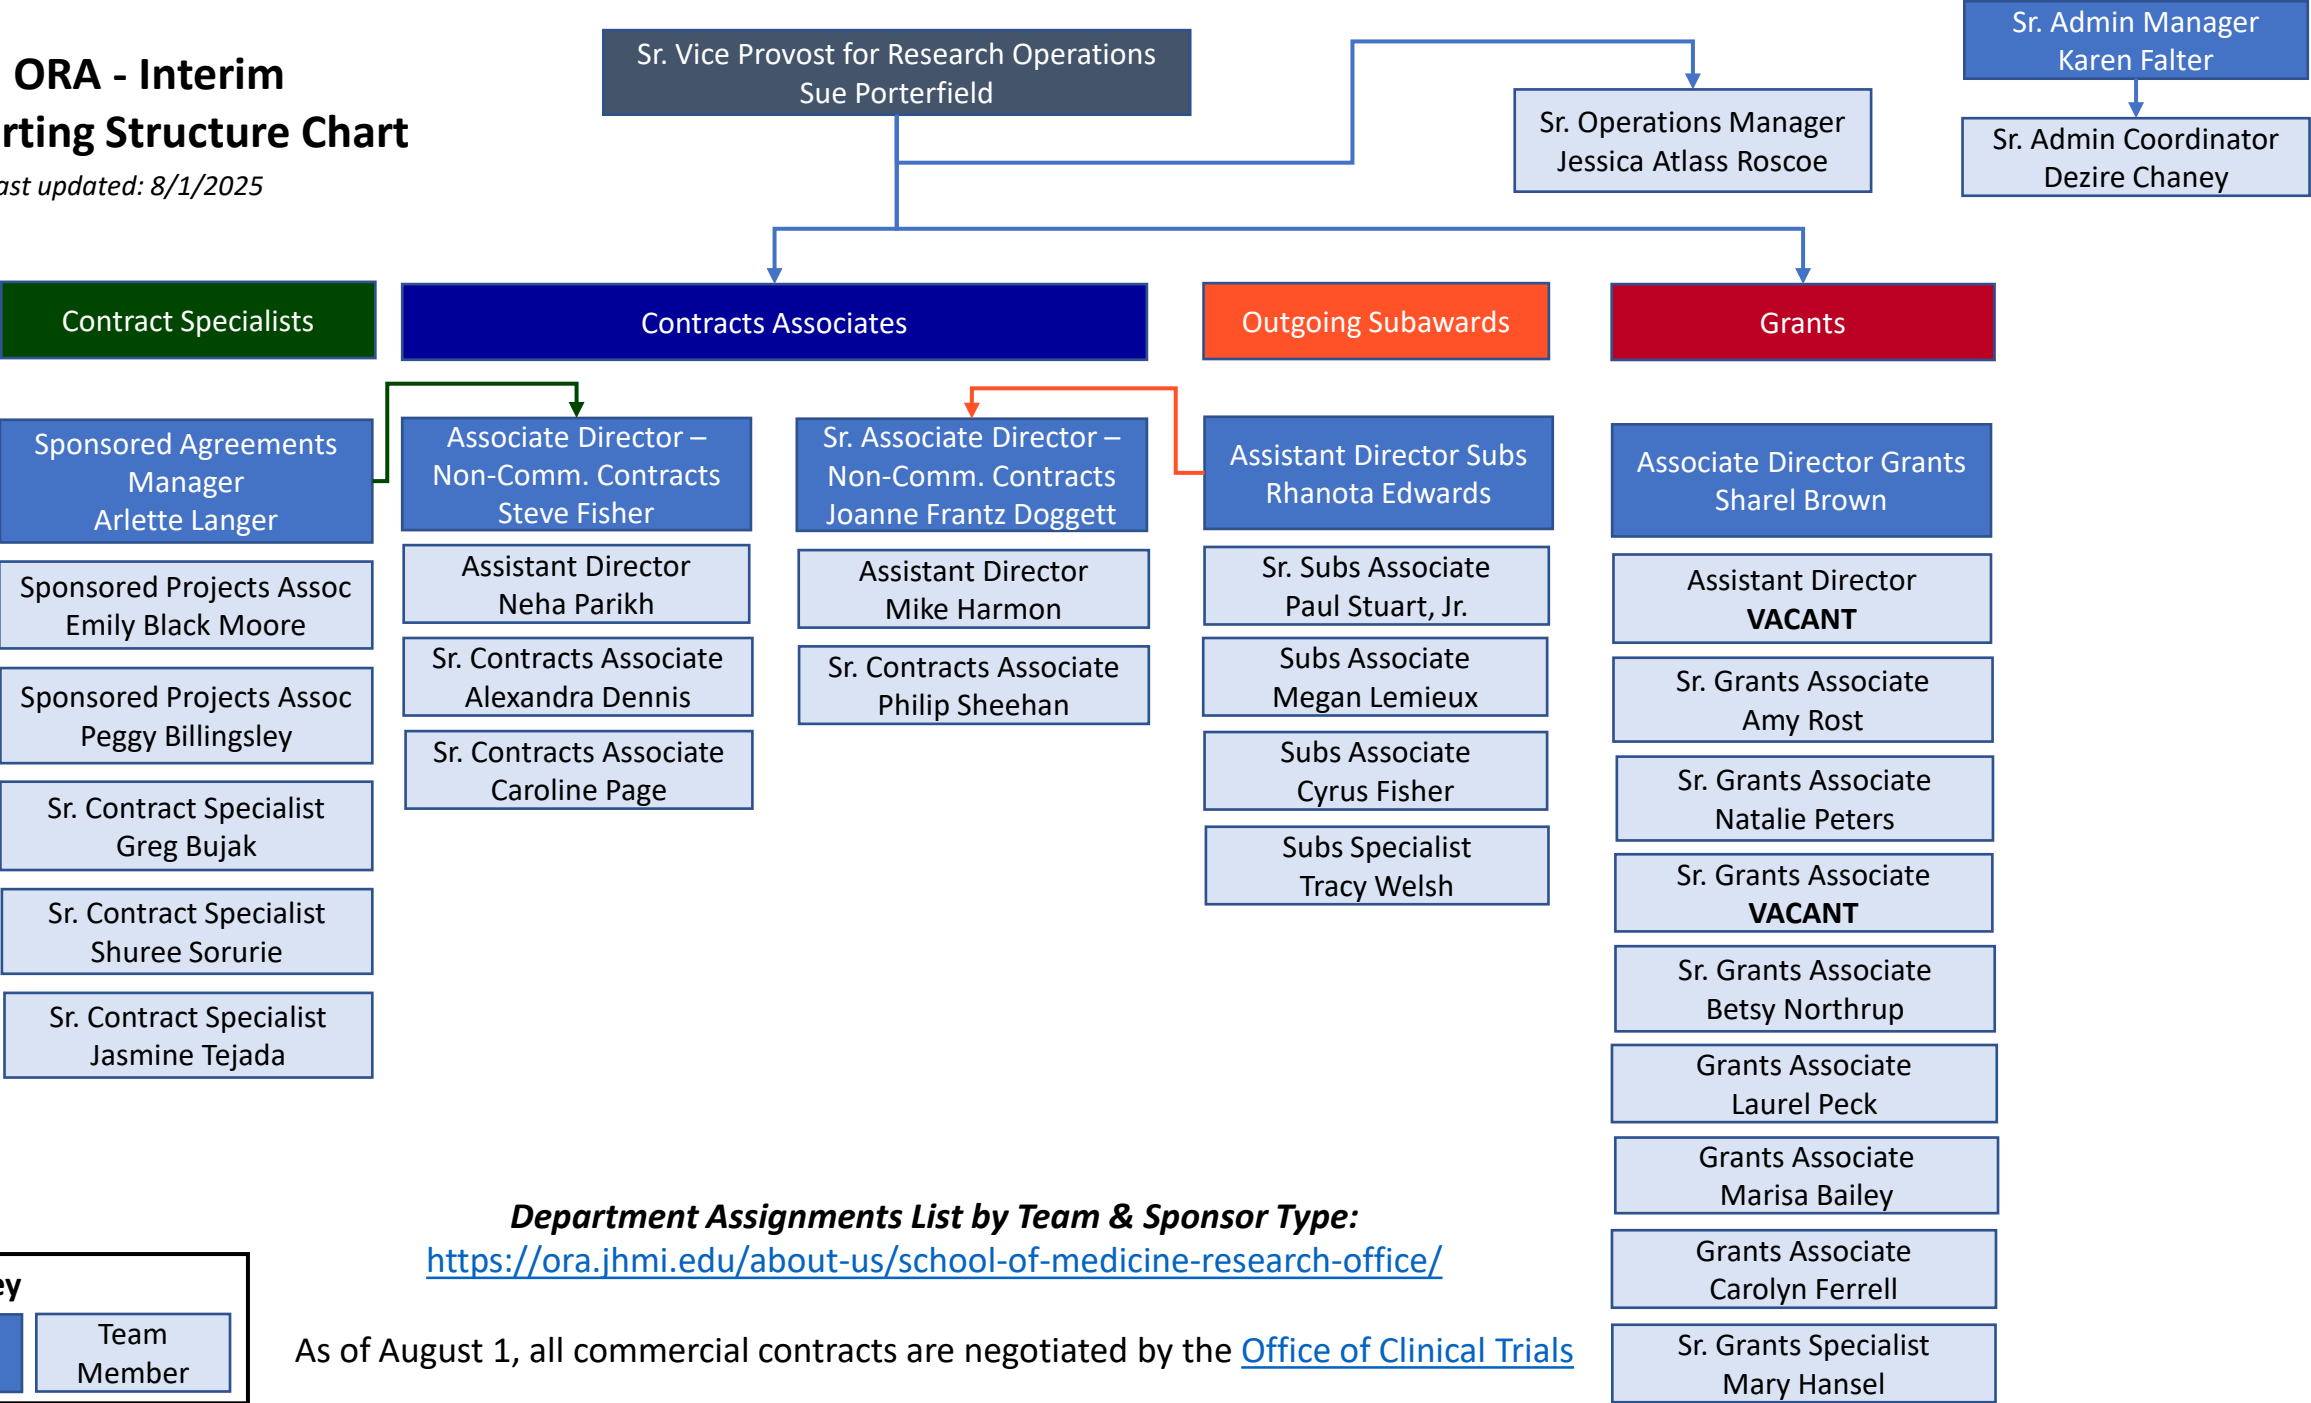 ORA - Interim
rting Structure Chart
ast updated: 8/1/2025
Sr. Vice Provost for Research Operations
Sue Porterfield
Sr. Operations Manager
Jessica Atlass Roscoe
Sr. Admin Manager
Karen Falter
Sr. Admin Coordinator
Dezire Chaney
Contract Specialists
Sponsored Agreements
Manager
Arlette Langer
Sponsored Projects Assoc
Emily Black Moore
Sponsored Projects Assoc
Peggy Billingsley
Sr. Contract Specialist
Greg Bujak
Sr. Contract Specialist
Shuree Sorurie
Sr. Contract Specialist
Jasmine Tejada
Contracts Associates
Associate Director –
Non-Comm. Contracts
Steve Fisher
Assistant Director
Neha Parikh
Sr. Contracts Associate
Alexandra Dennis
Sr. Contracts Associate
Caroline Page
Sr. Associate Director –
Non-Comm. Contracts
Joanne Frantz Doggett
Assistant Director
Mike Harmon
Sr. Contracts Associate
Philip Sheehan
Outgoing Subawards
Assistant Director Subs
Rhanota Edwards
Sr. Subs Associate
Paul Stuart, Jr.
Subs Associate
Megan Lemieux
Subs Associate
Cyrus Fisher
Subs Specialist
Tracy Welsh
Grants
Associate Director Grants
Sharel Brown
Assistant Director
VACANT
Sr. Grants Associate
Amy Rost
Sr. Grants Associate
Natalie Peters
Sr. Grants Associate
VACANT
Sr. Grants Associate
Betsy Northrup
Grants Associate
Laurel Peck
Grants Associate
Marisa Bailey
Grants Associate
Carolyn Ferrell
Sr. Grants Specialist
Mary Hansel
Department Assignments List by Team & Sponsor Type:
https://ora.jhmi.edu/about-us/school-of-medicine-research-office/
As of August 1, all commercial contracts are negotiated by the Office of Clinical Trials
ey
Team
Member